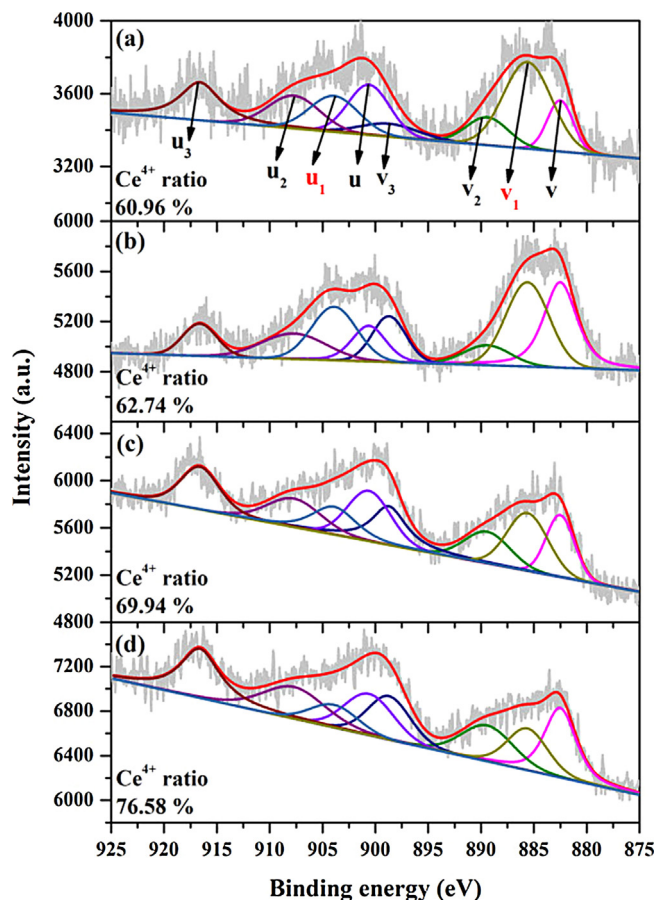 4000
(a)
3600
u₃
u₂
u₁
u
v₃
v₂
v₁
v
3200
Ce⁴⁺ ratio
60.96 %
6000
(b)
5600
5200
4800
Ce⁴⁺ ratio
62.74 %
6400
(c)
6000
5600
5200
Ce⁴⁺ ratio
69.94 %
4800
(d)
7200
6800
6400
Ce⁴⁺ ratio
76.58 %
6000
Intensity (a.u.)
925 920 915 910 905 900 895 890 885 880 875
Binding energy (eV)